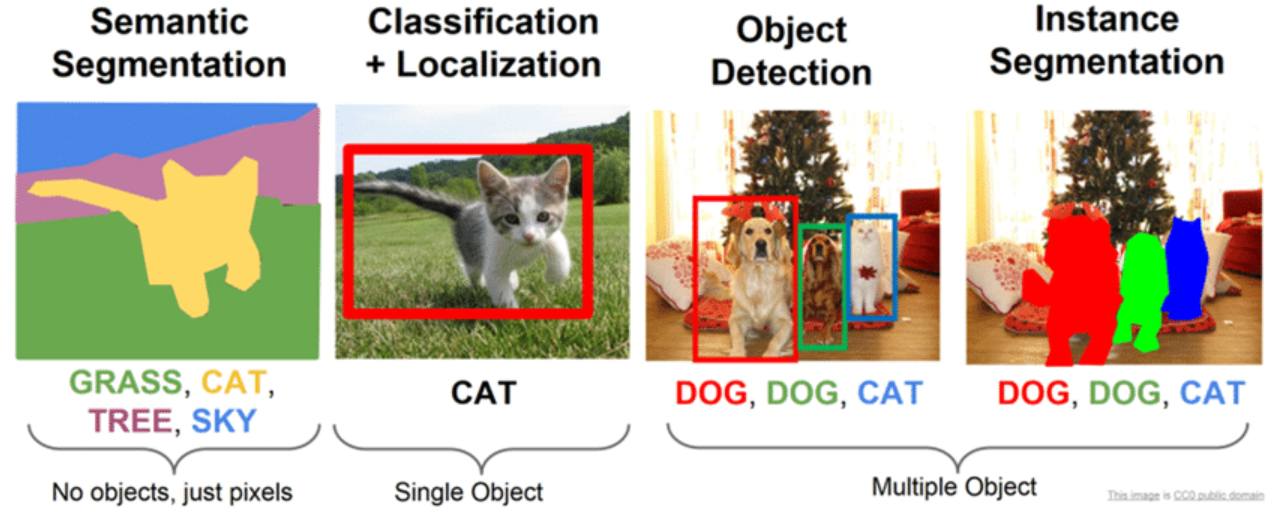 Semantic
Segmentation
Classification
+ Localization
Object
Detection
Instance
Segmentation
GRASS, CAT,
TREE, SKY
CAT
DOG, DOG, CAT
DOG, DOG, CAT
No objects, just pixels
Single Object
Multiple Object
This image is CC0 public domain